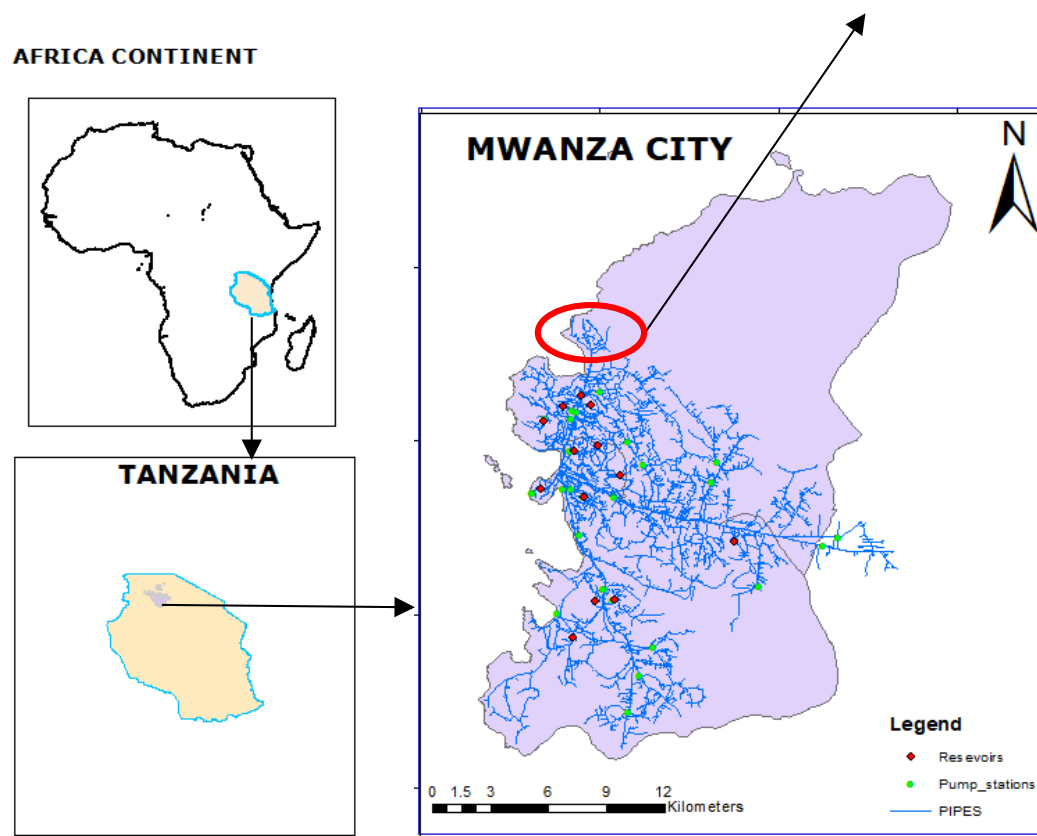 AFRICA CONTINENT
MWANZA CITY
N
TANZANIA
Legend
Resevoirs
Pump_stations
PIPES
0 1.5 3 6 9 12
Kilometers